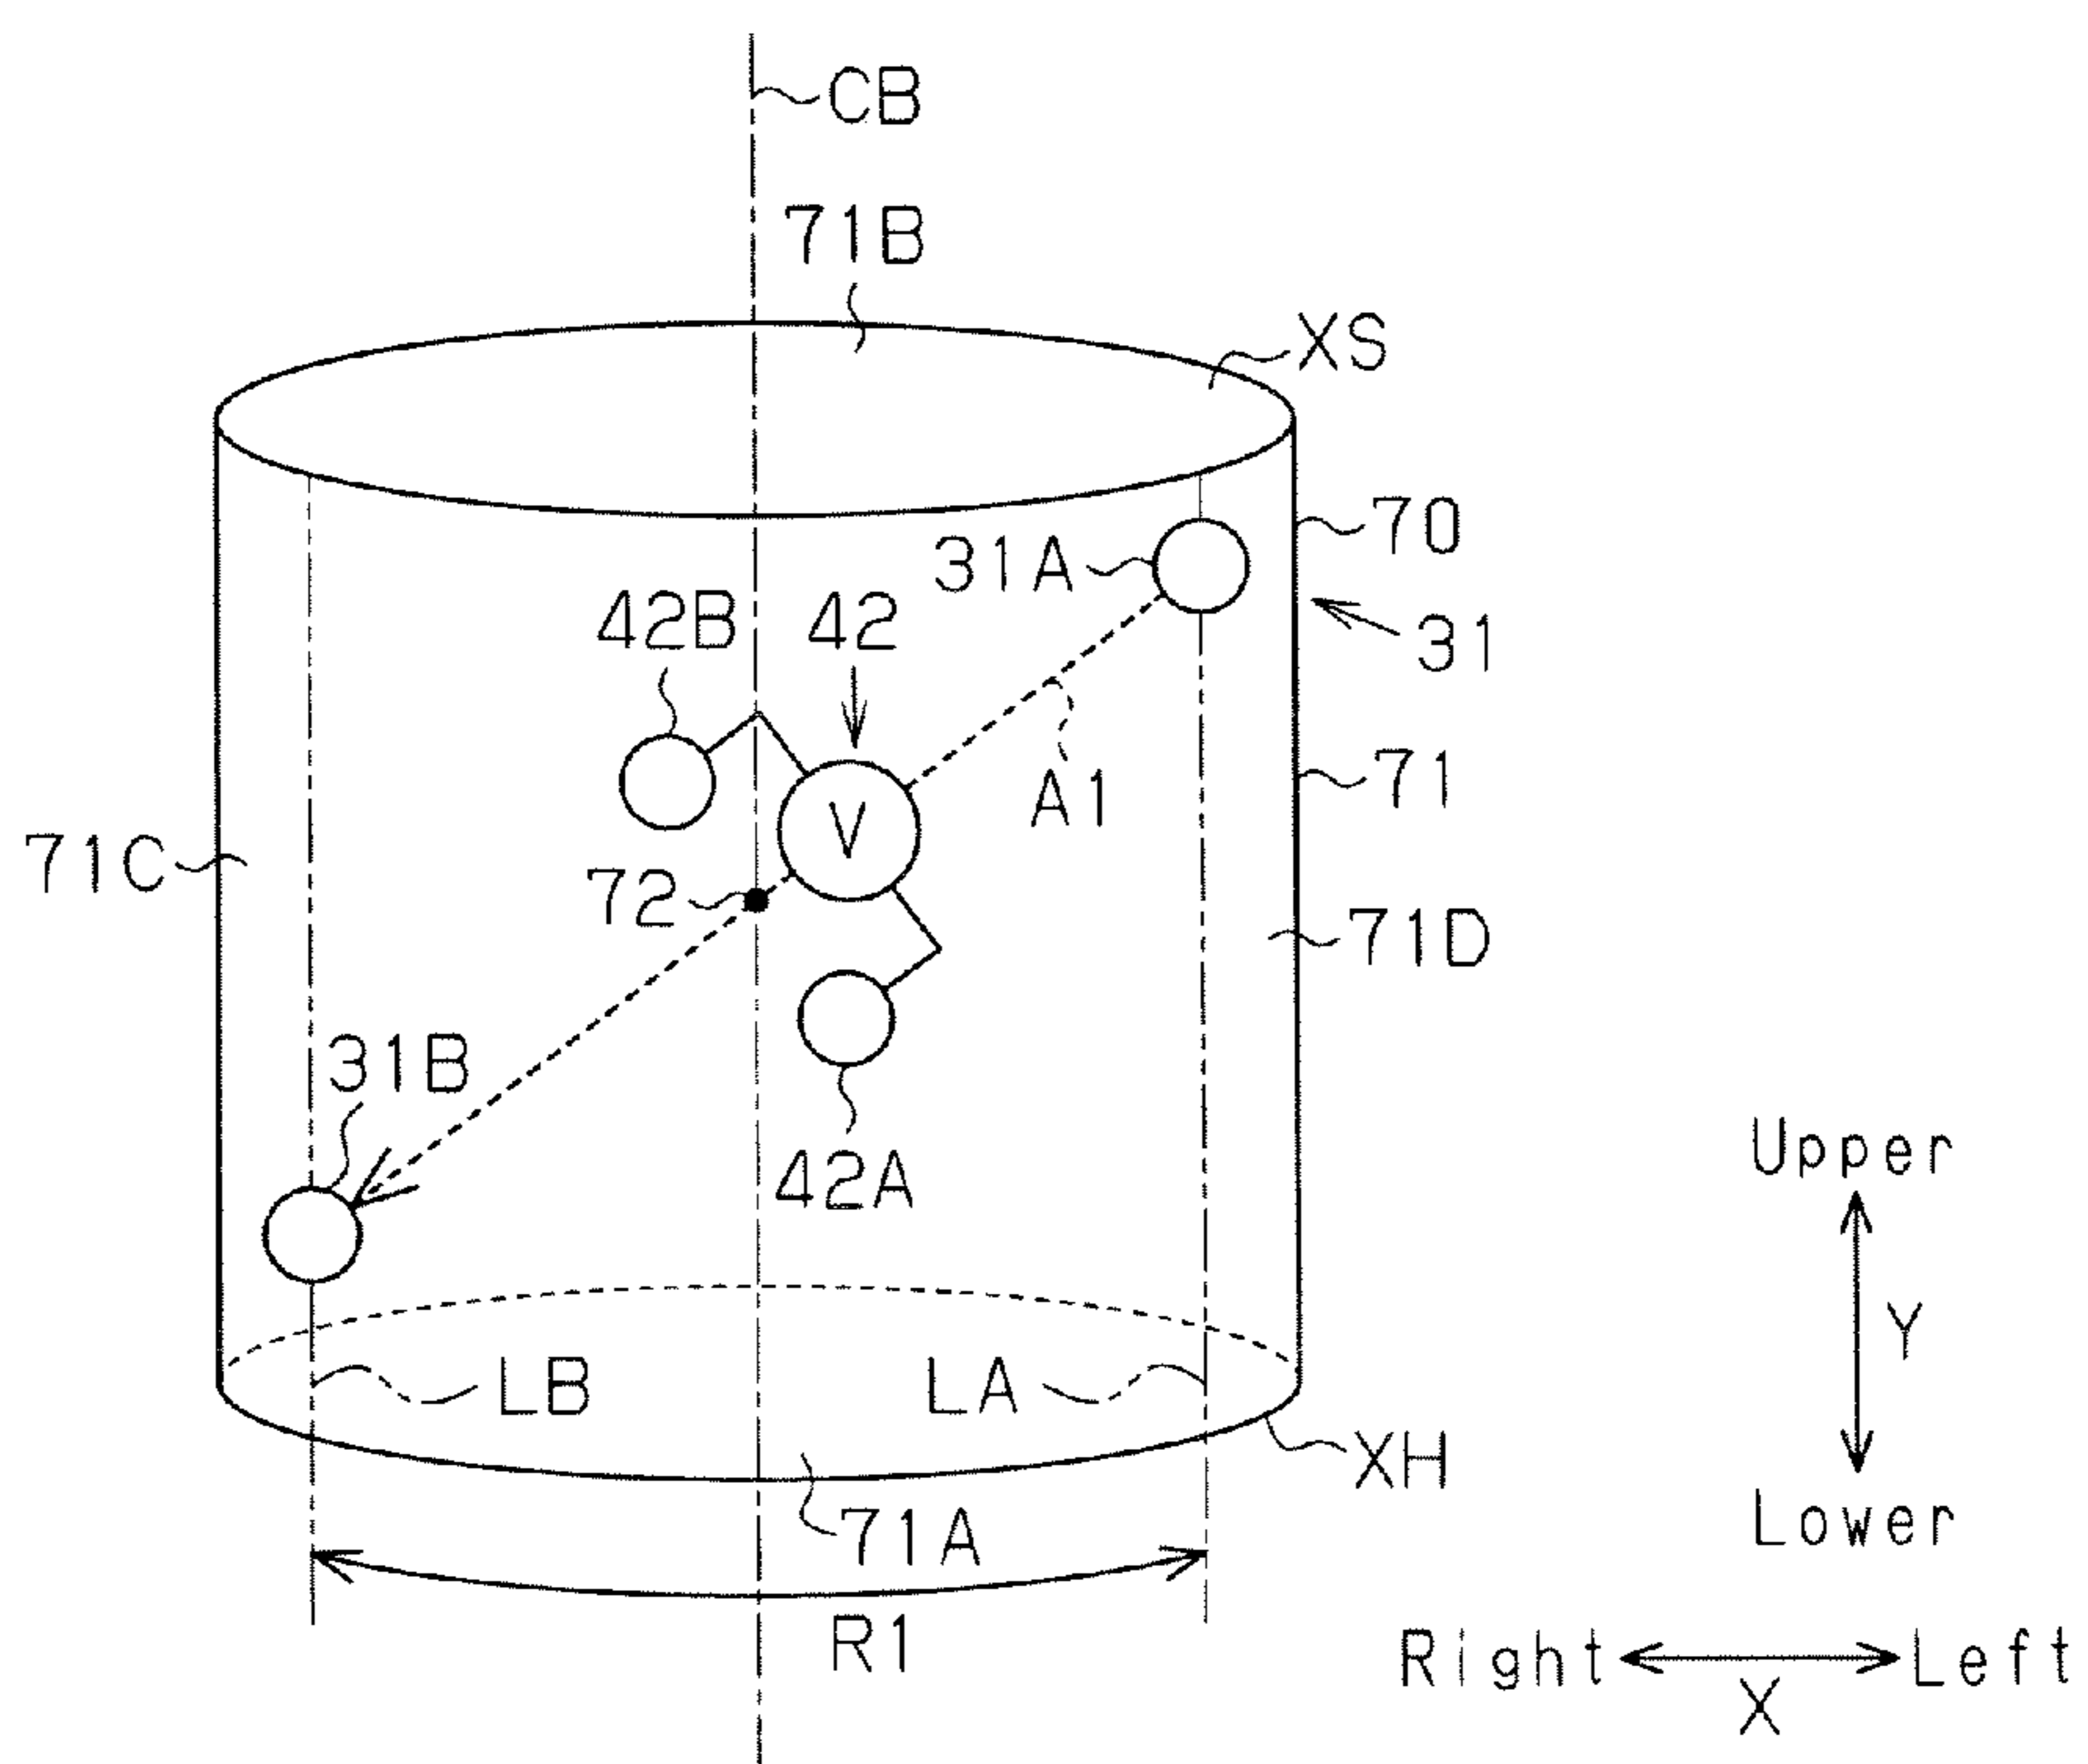 CB
71B
XS
70
31A
42B
42
31
A1
71
V
71C
72
71D
31B
42A
Upper
LB
LA
Y
XH
71A
Lower
R1
Right
Left
X